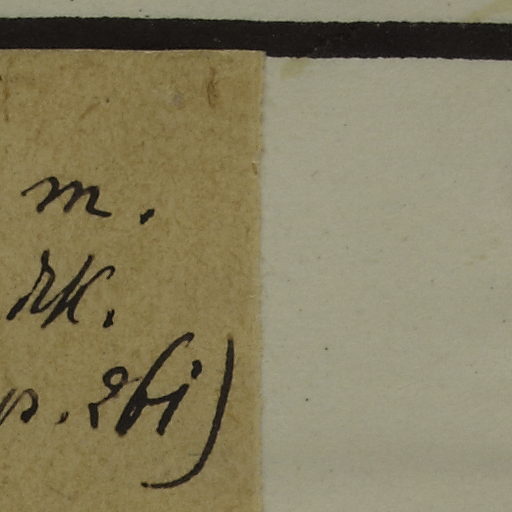 m.
rk.
p. 261)